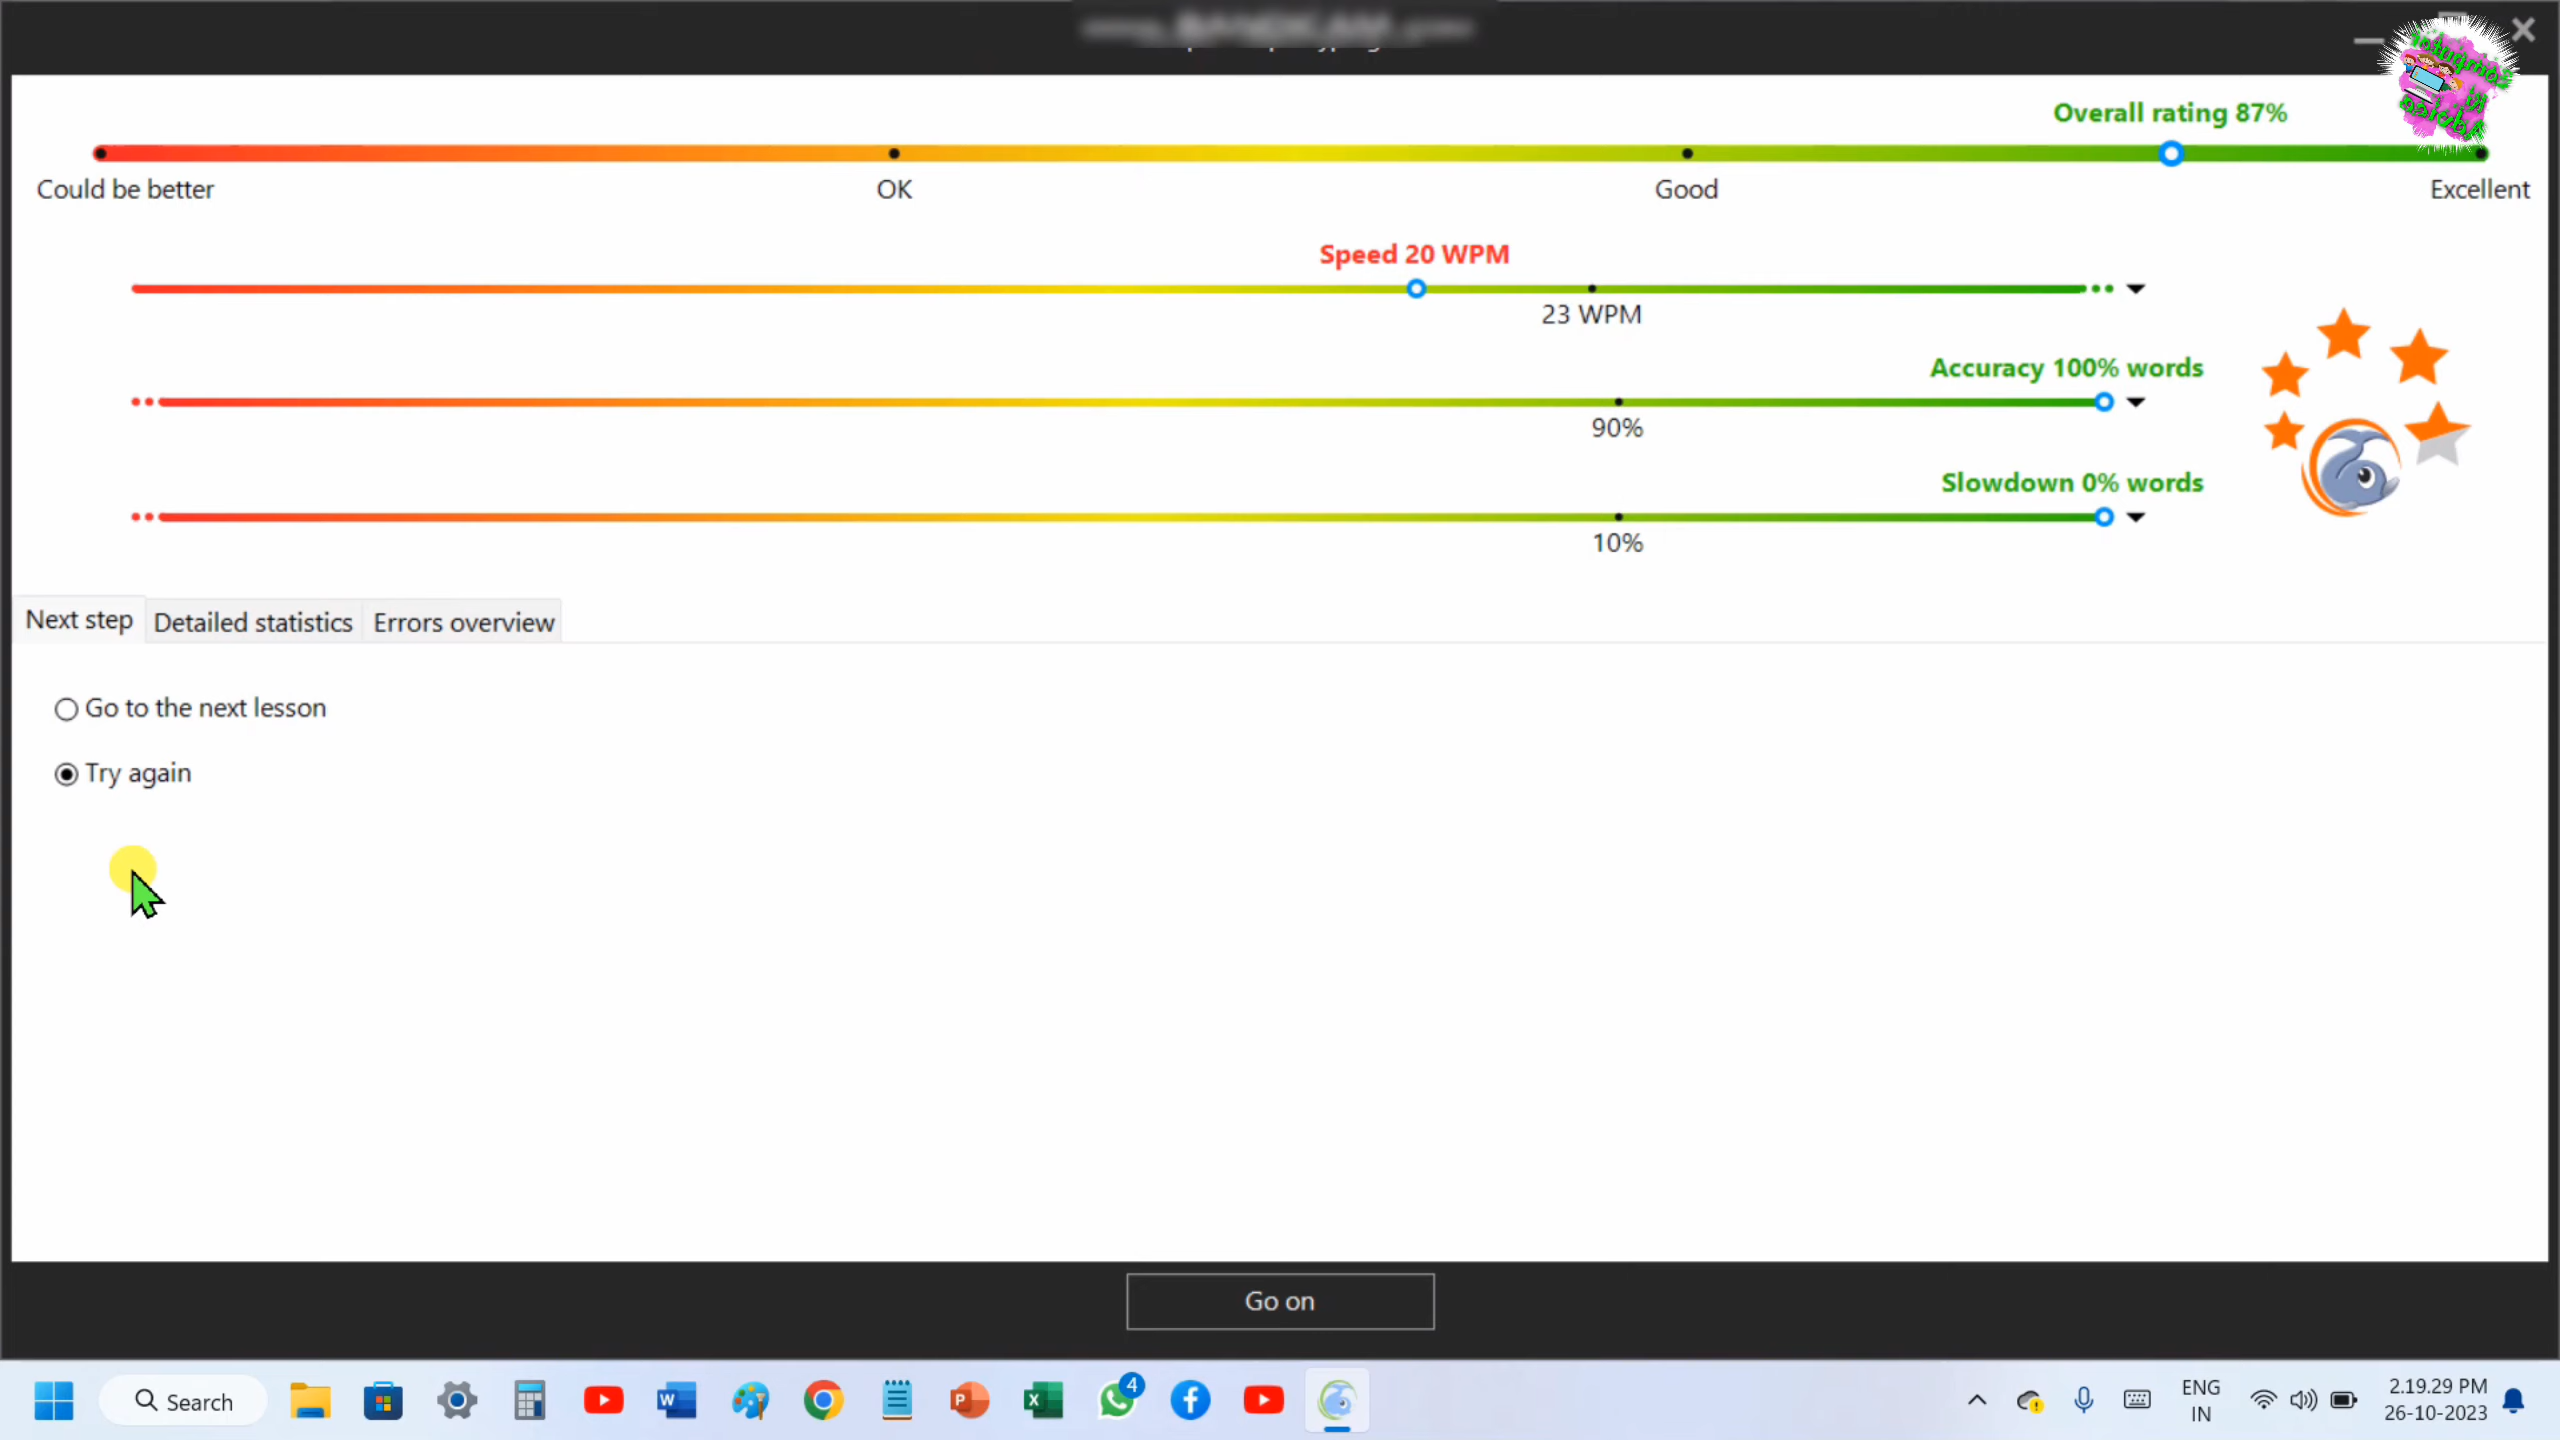 BANDICAM
Overall rating 87%
Could be better
OK
Good
Excellent
Speed 20 WPM
23 WPM
Accuracy 100% words
90%
Slowdown 0% words
10%
Next step
Detailed statistics
Errors overview
Go to the next lesson
Try again
Go on
Search
4
ENG
IN
2.19.29 PM
26-10-2023